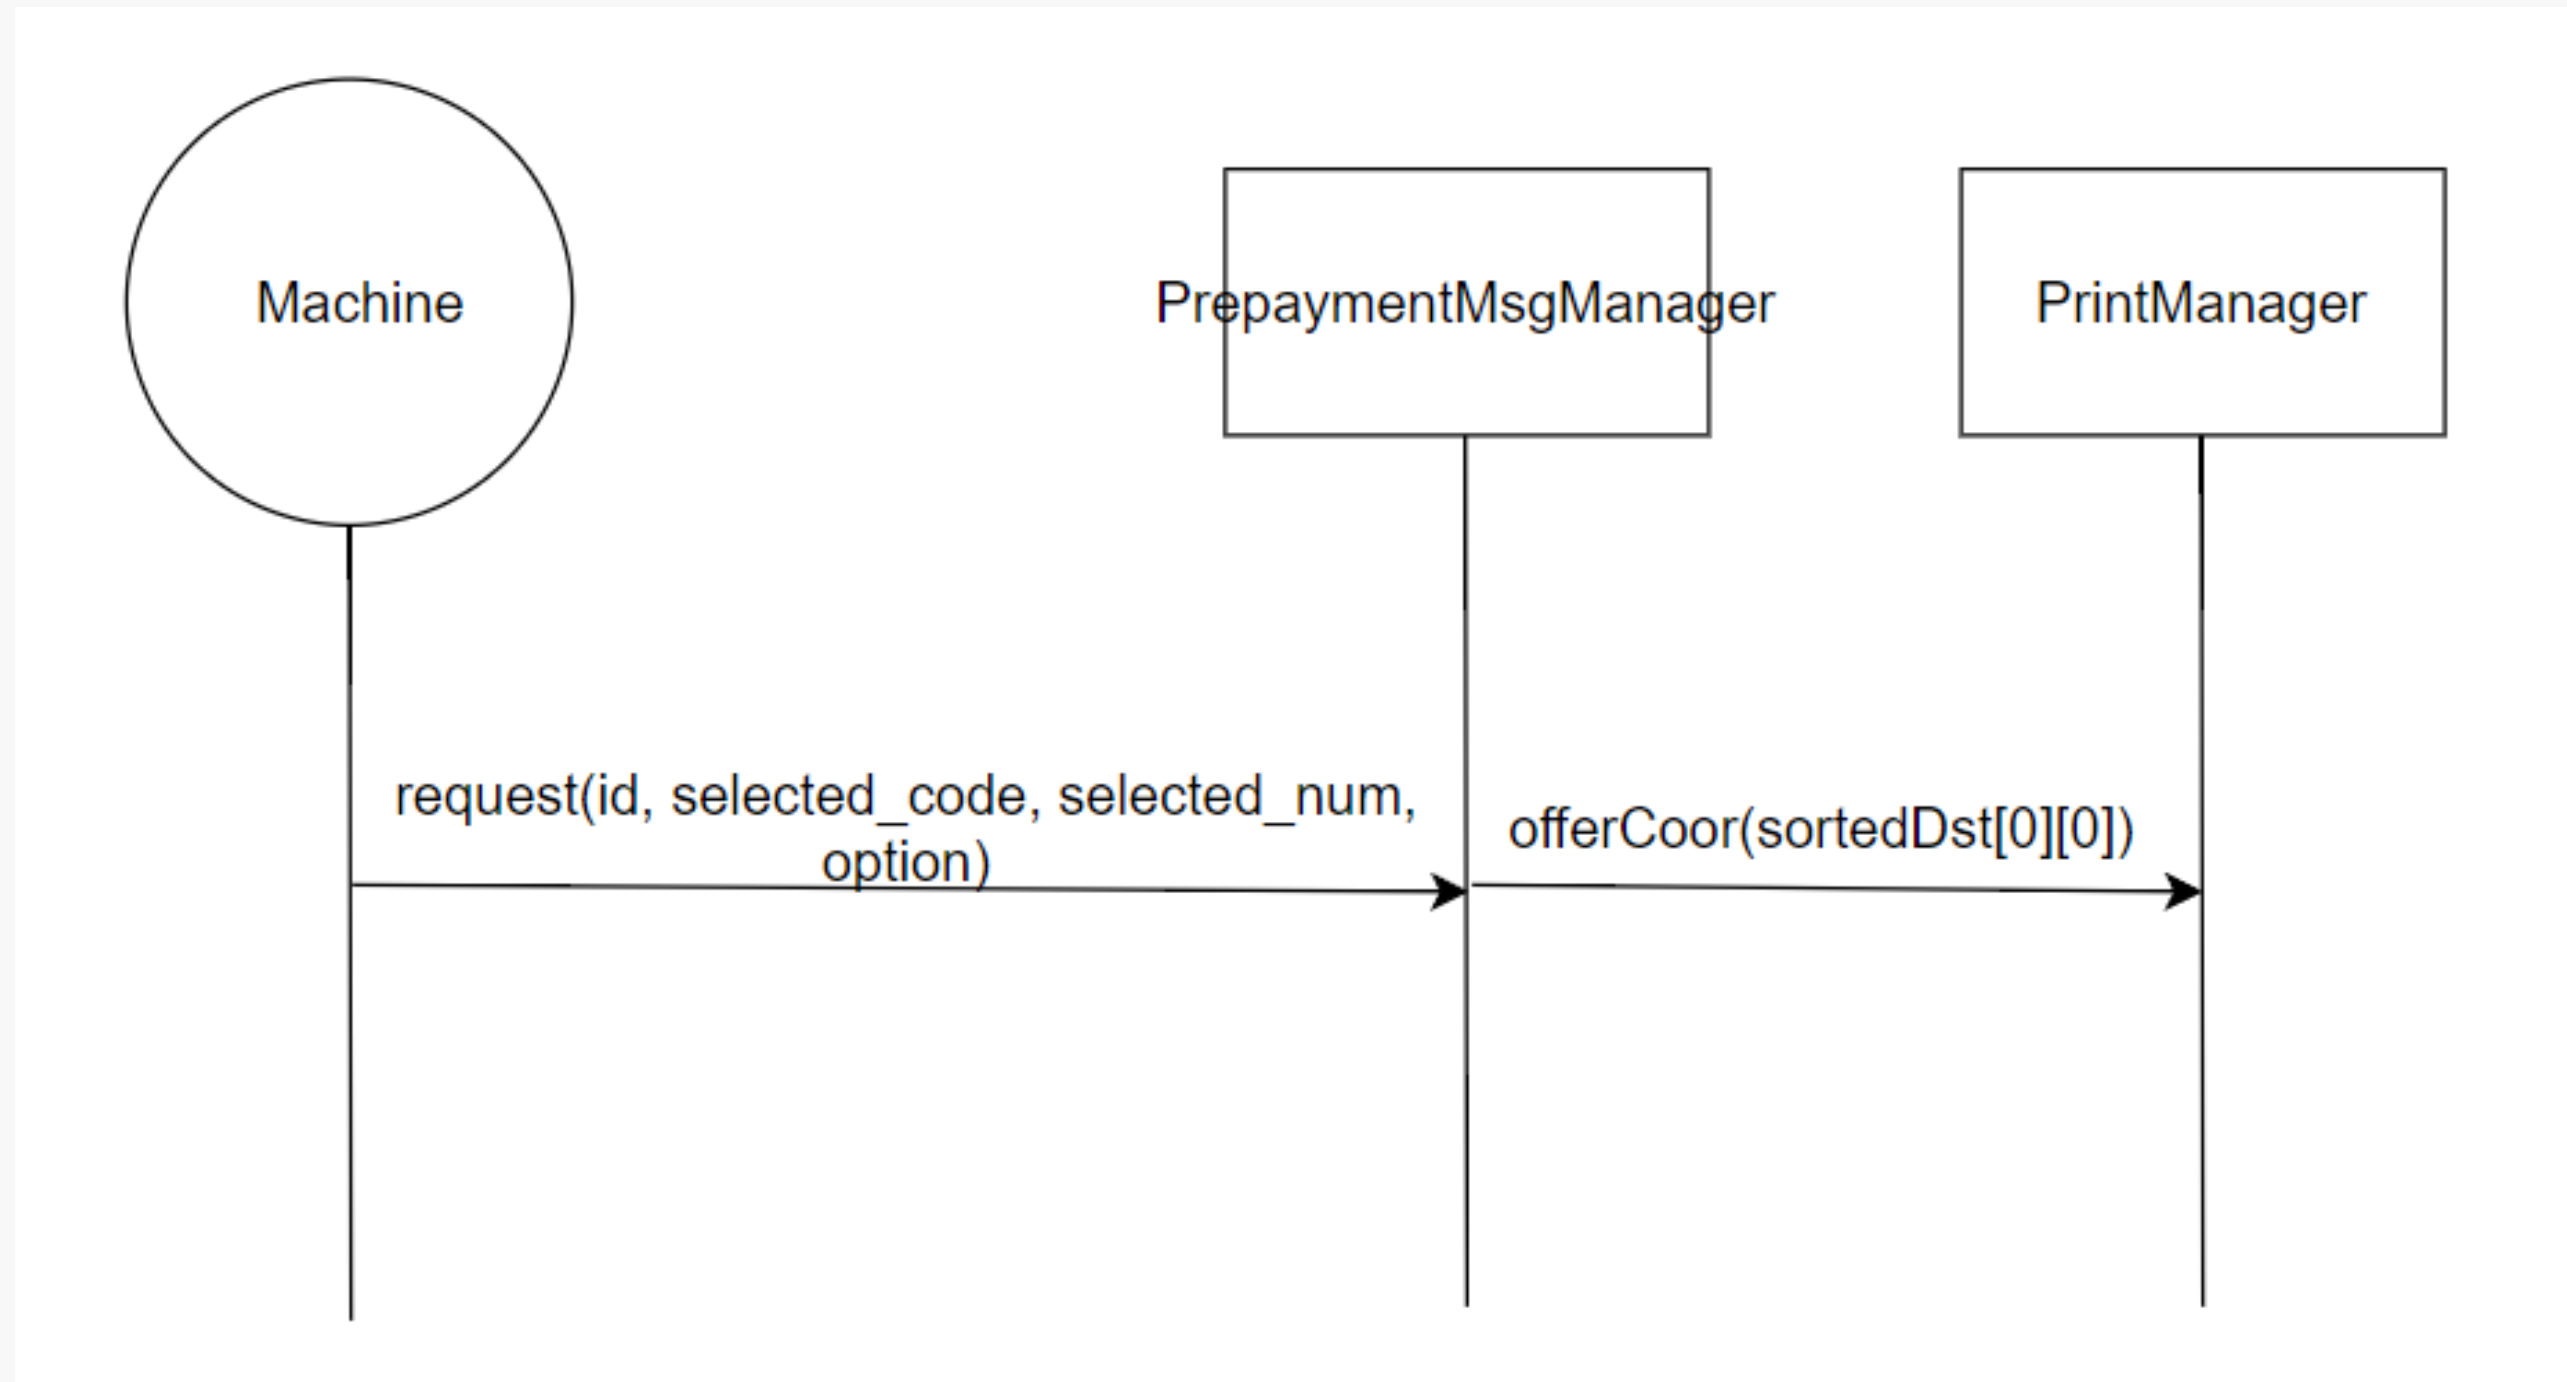 Machine
PrepaymentMsgManager
PrintManager
request(id, selected_code, selected_num,
option)
offerCoor(sortedDst[0][0])